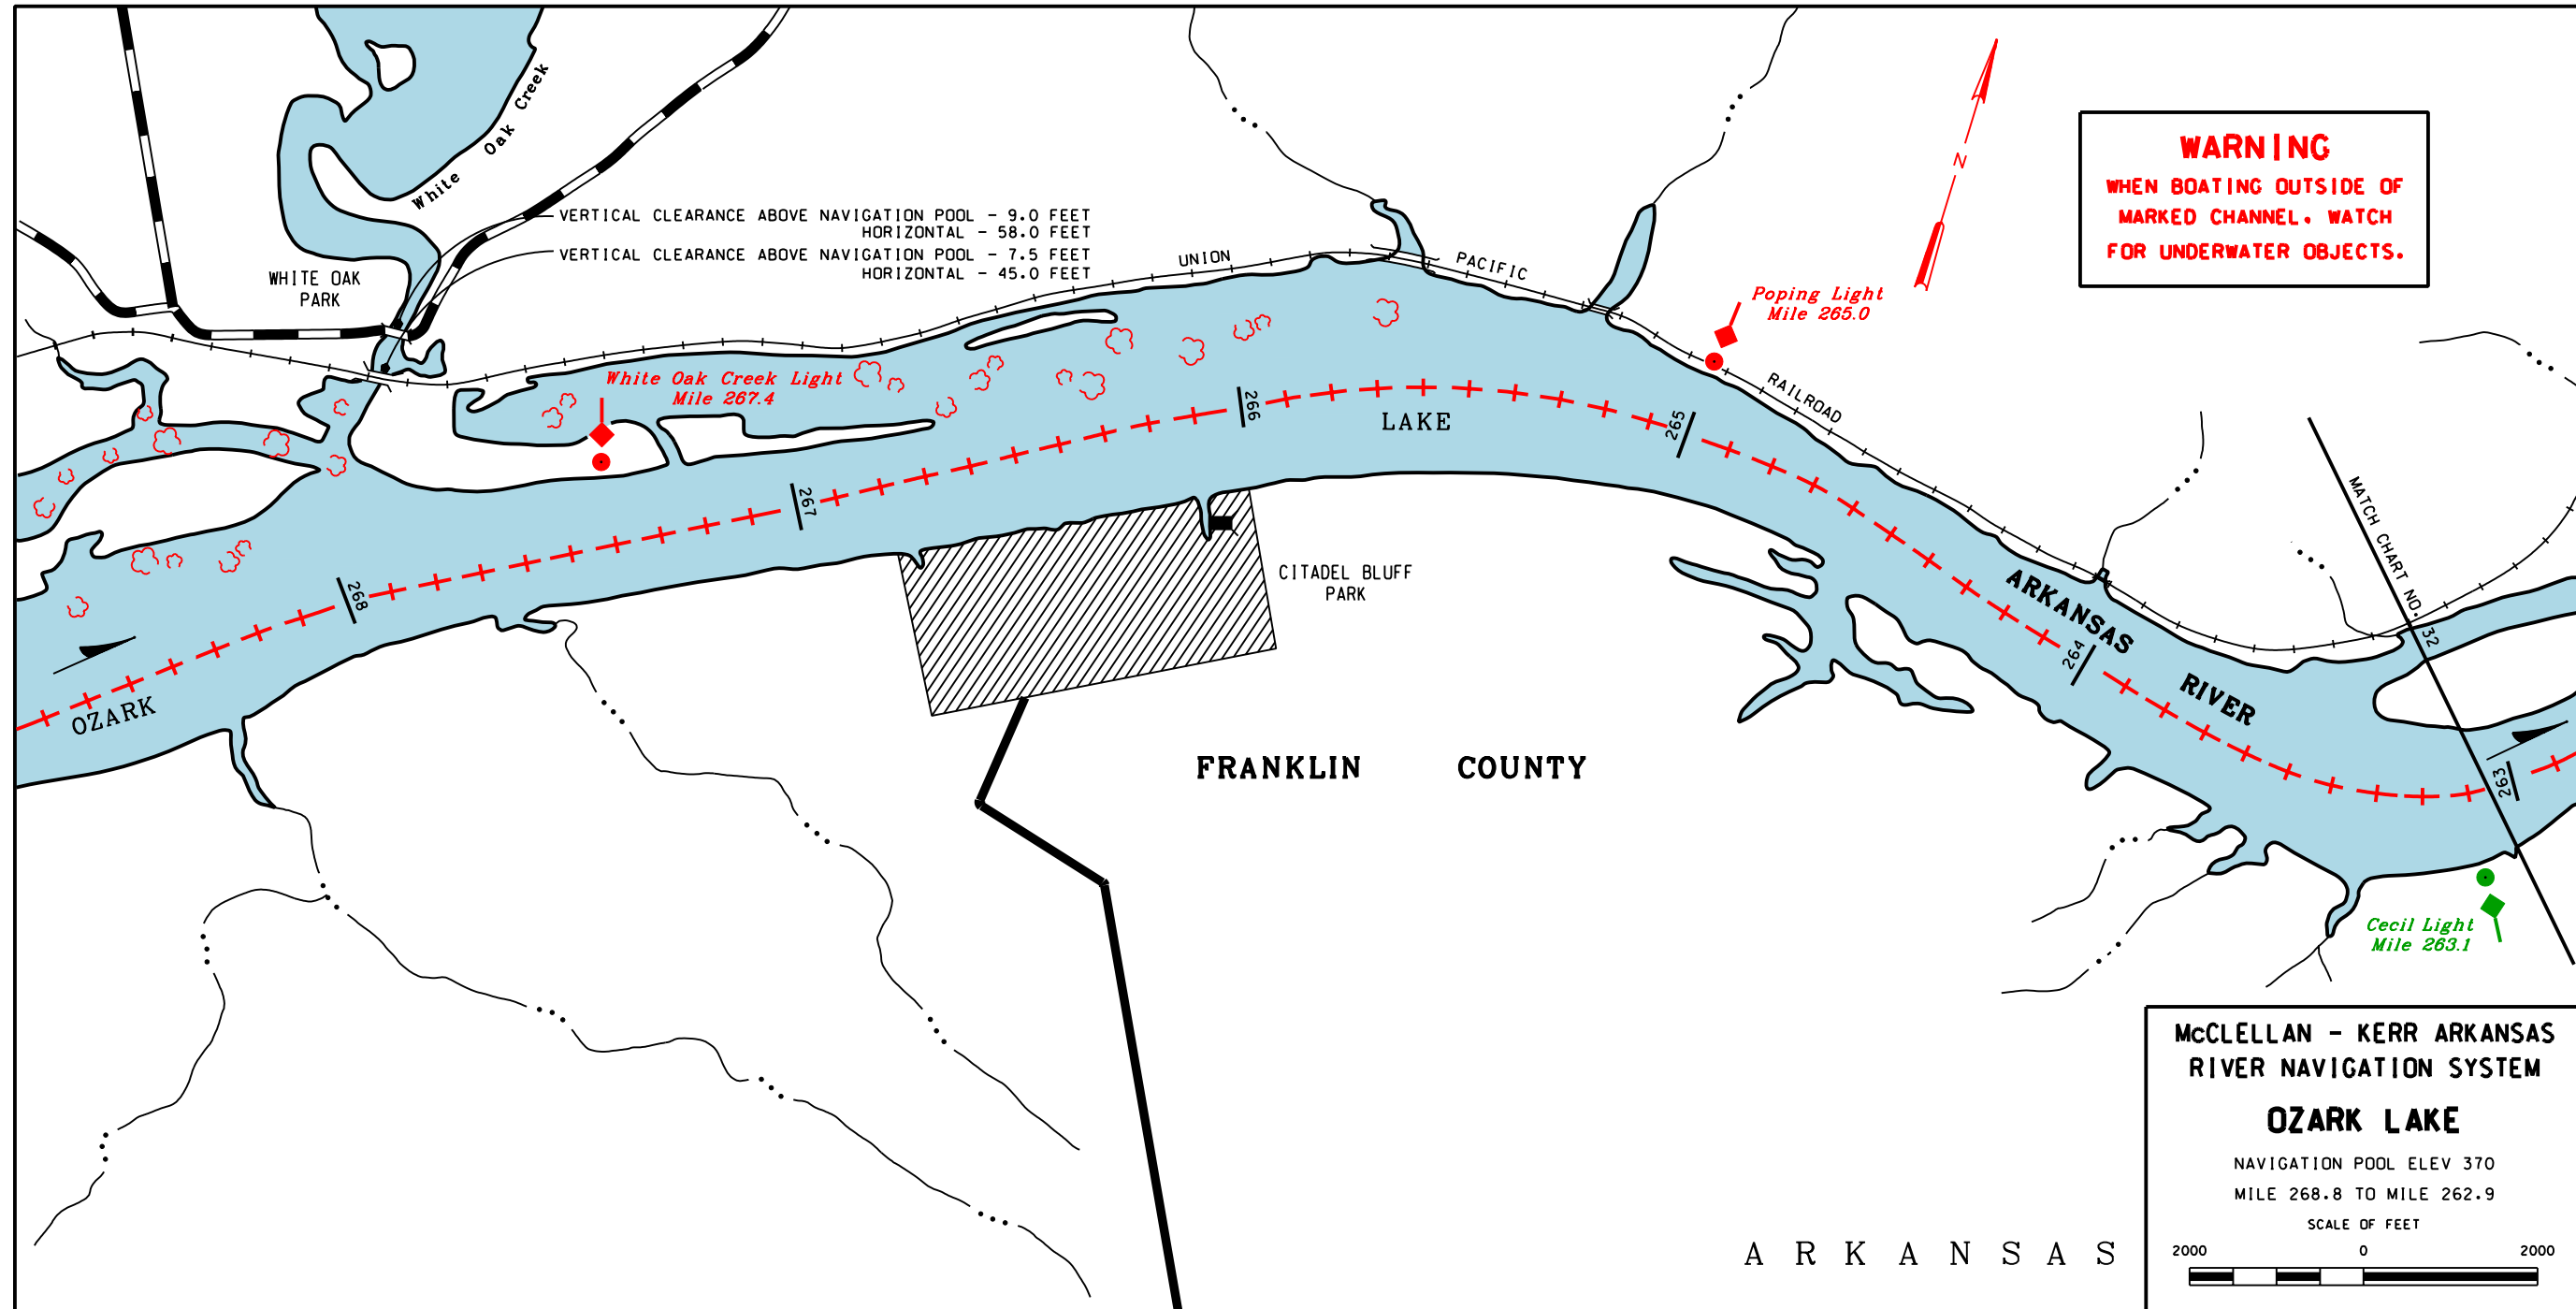 White Oak Creek
VERTICAL CLEARANCE ABOVE NAVIGATION POOL - 9.0 FEET
HORIZONTAL - 58.0 FEET
VERTICAL CLEARANCE ABOVE NAVIGATION POOL - 7.5 FEET
HORIZONTAL - 45.0 FEET
WHITE OAK
PARK
UNION PACIFIC RAILROAD
N
WARNING
WHEN BOATING OUTSIDE OF
MARKED CHANNEL. WATCH
FOR UNDERWATER OBJECTS.
Poping Light
Mile 265.0
White Oak Creek Light
Mile 267.4
266
LAKE
265
267
268
MATCH CHART NO. 32
CITADEL BLUFF
PARK
ARKANSAS
RIVER
264
OZARK
263
FRANKLIN COUNTY
Cecil Light
Mile 263.1
ARKANSAS
McCLELLAN - KERR ARKANSAS
RIVER NAVIGATION SYSTEM
OZARK LAKE
NAVIGATION POOL ELEV 370
MILE 268.8 TO MILE 262.9
SCALE OF FEET
2000 0 2000